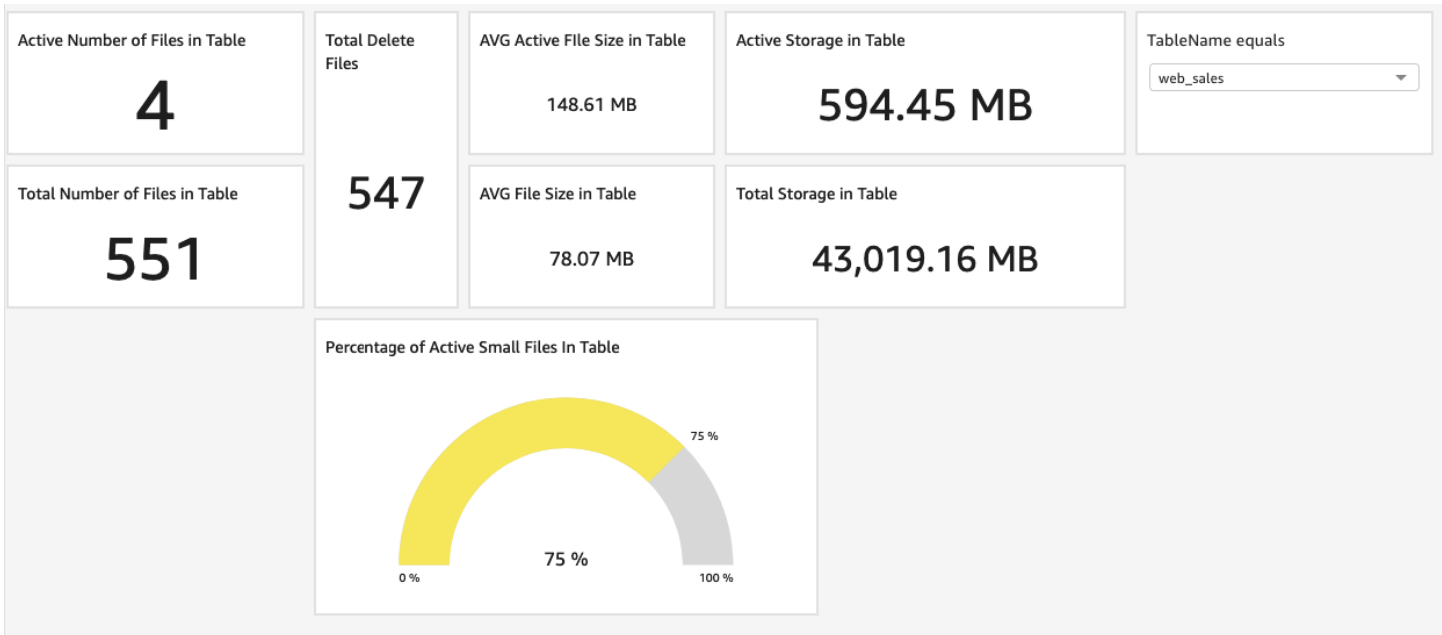 Active Number of Files in Table
4
Total Delete
Files
547
AVG Active FIle Size in Table
148.61 MB
Active Storage in Table
594.45 MB
TableName equals
web_sales
Total Number of Files in Table
551
AVG File Size in Table
78.07 MB
Total Storage in Table
43,019.16 MB
Percentage of Active Small Files In Table
75 %
75 %
0 %
100 %